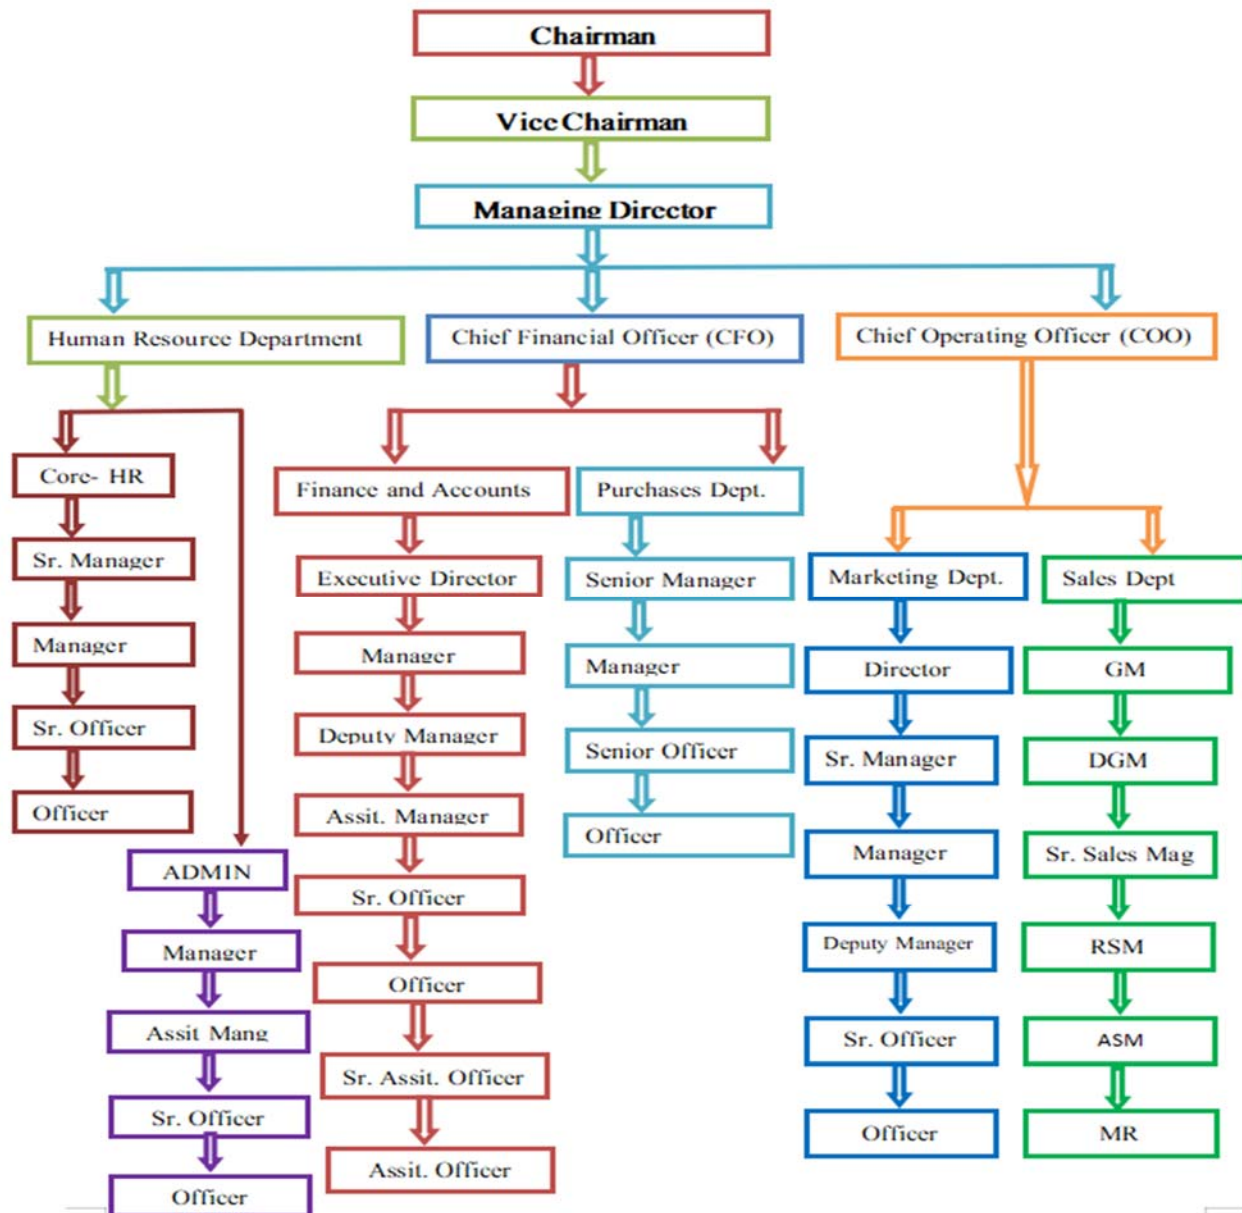 Chairman
Vice Chairman
Managing Director
Human Resource Department
Chief Financial Officer (CFO)
Chief Operating Officer (COO)
Core- HR
Sr. Manager
Manager
Sr. Officer
Officer
ADMIN
Manager
Assit Mang
Sr. Officer
Officer
Finance and Accounts
Executive Director
Manager
Deputy Manager
Assit. Manager
Sr. Officer
Officer
Sr. Assit. Officer
Assit. Officer
Purchases Dept.
Senior Manager
Manager
Senior Officer
Officer
Marketing Dept.
Director
Sr. Manager
Manager
Deputy Manager
Sr. Officer
Officer
Sales Dept
GM
DGM
Sr. Sales Mag
RSM
ASM
MR